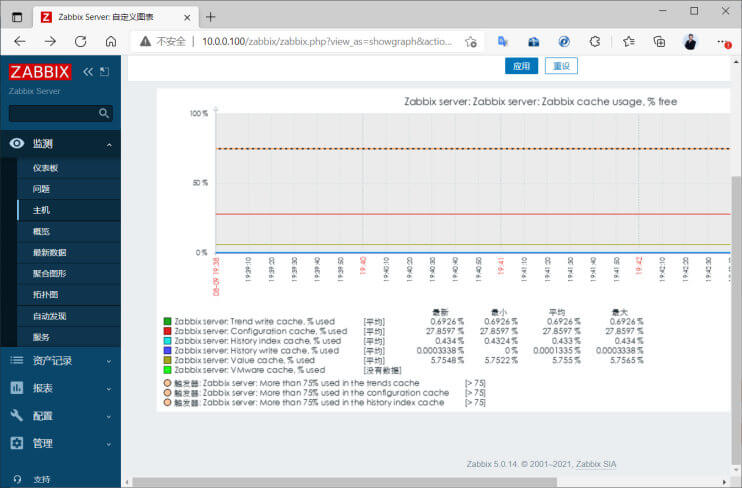 Zabbix Server: 自定义图表
不安全 10.0.0.100/zabbix/zabbix.php?view_as=showgraph&actio...
ZABBIX
Zabbix Server
监测
仪表板
问题
主机
概览
最新数据
聚合图形
拓扑图
自动发现
服务
资产记录
报表
配置
管理
支持
应用 重设
Zabbix server: Zabbix server: Zabbix cache usage, % free
100 %
50 %
0 %
08-09 19:38 19:39:10 19:39:20 19:39:30 19:39:40 19:39:50 19:40 19:40:10 19:40:20 19:40:30 19:40:40 19:40:50 19:41 19:41:10 19:41:20 19:41:30 19:41:40 19:41:50 19:42 19:42:10 19:42:20 19:42:30
最新 最小 平均 最大
Zabbix server: Trend write cache, % used [平均] 0.6926 % 0.6926 % 0.6926 % 0.6926 %
Zabbix server: Configuration cache, % used [平均] 27.8597 % 27.8597 % 27.8597 % 27.8597 %
Zabbix server: History index cache, % used [平均] 0.434 % 0.4324 % 0.433 % 0.4324 %
Zabbix server: History write cache, % used [平均] 0.0003338 % 0 % 0.0001335 % 0.0003338 %
Zabbix server: Value cache, % used [平均] 5.7548 % 5.7522 % 5.755 % 5.7565 %
Zabbix server: VMware cache, % used [没有数据]
触发器: Zabbix server: More than 75% used in the trends cache [> 75]
触发器: Zabbix server: More than 75% used in the configuration cache [> 75]
触发器: Zabbix server: More than 75% used in the history index cache [> 75]
Zabbix 5.0.14. © 2001–2021, Zabbix SIA